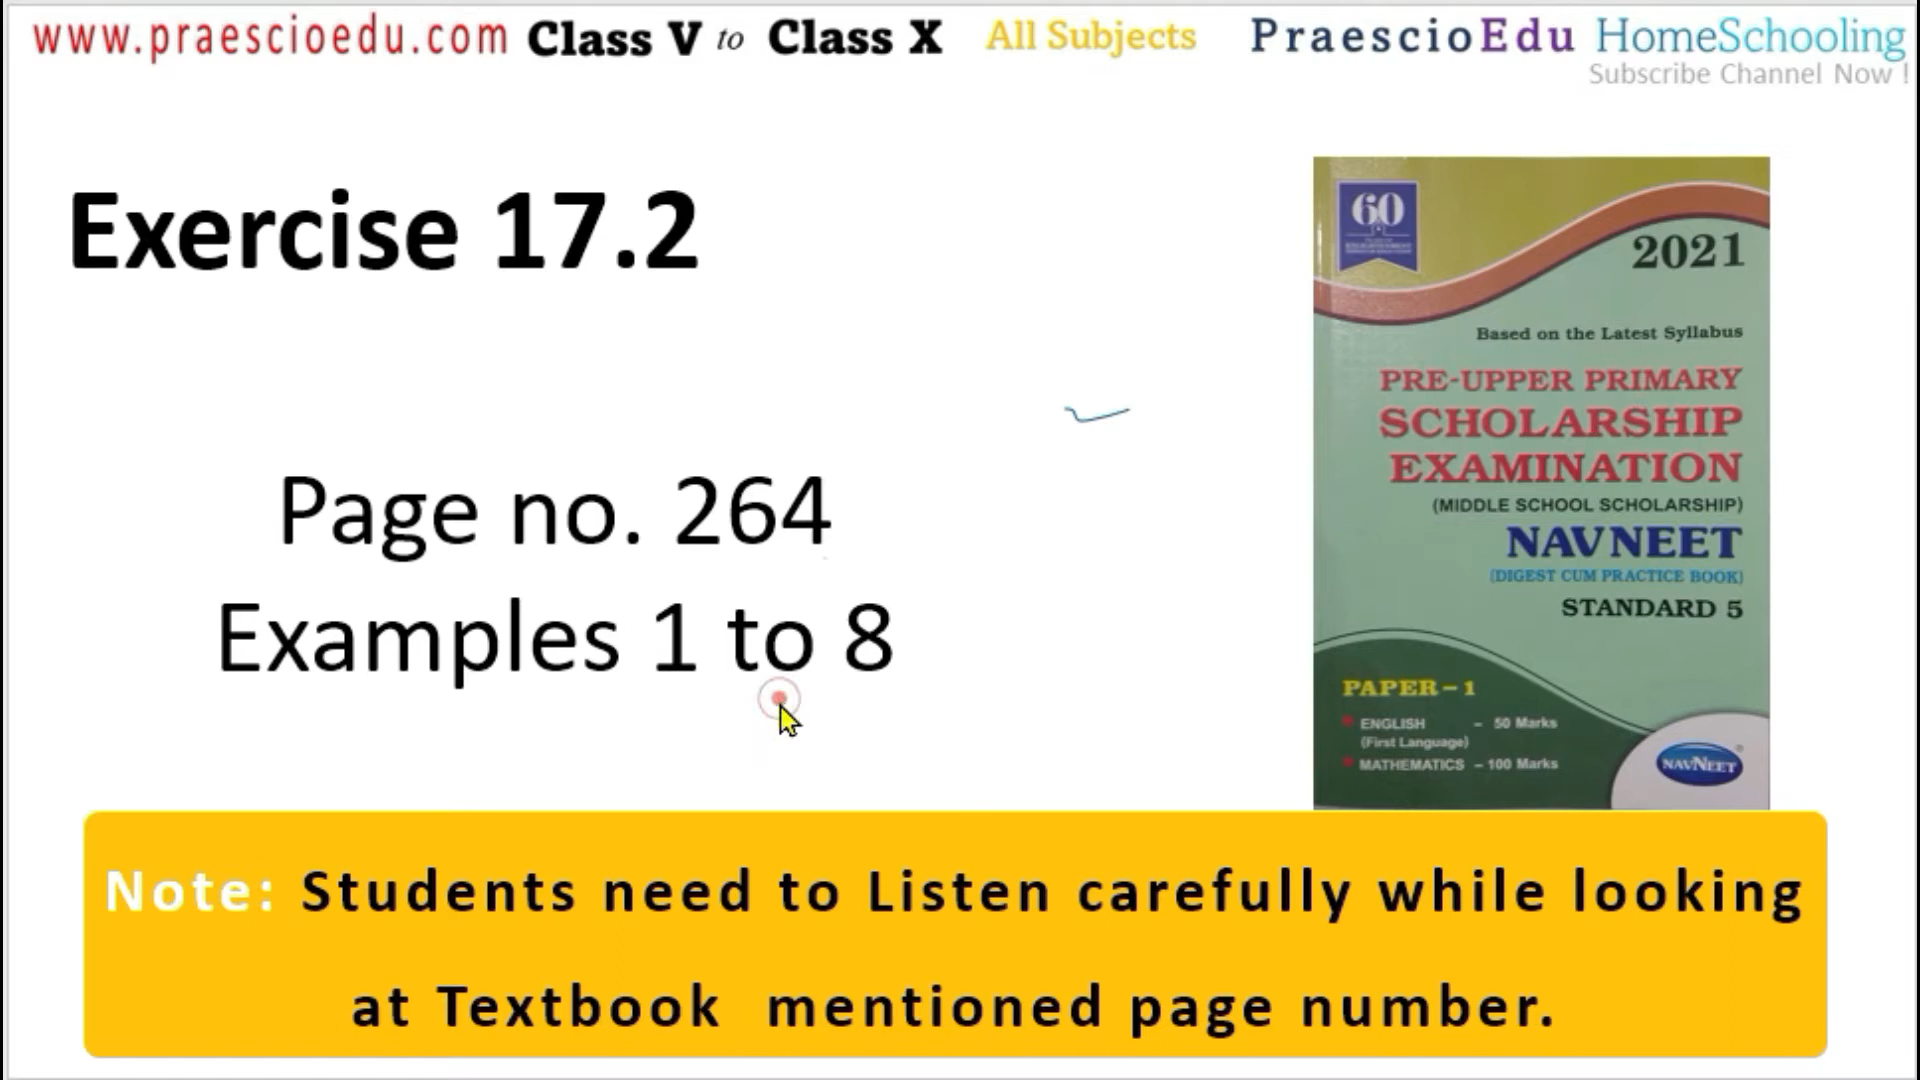 www.praescioedu.com Class V to Class X All Subjects PraescioEdu HomeSchooling
Subscribe Channel Now !
Exercise 17.2
Page no. 264
Examples 1 to 8
60
2021
Based on the Latest Syllabus
PRE-UPPER PRIMARY
SCHOLARSHIP
EXAMINATION
(MIDDLE SCHOOL SCHOLARSHIP)
NAVNEET
(DIGEST CUM PRACTICE BOOK)
STANDARD 5
PAPER – 1
ENGLISH – 50 Marks
(First Language)
MATHEMATICS – 100 Marks
NAVNEET
Note: Students need to Listen carefully while looking
at Textbook mentioned page number.